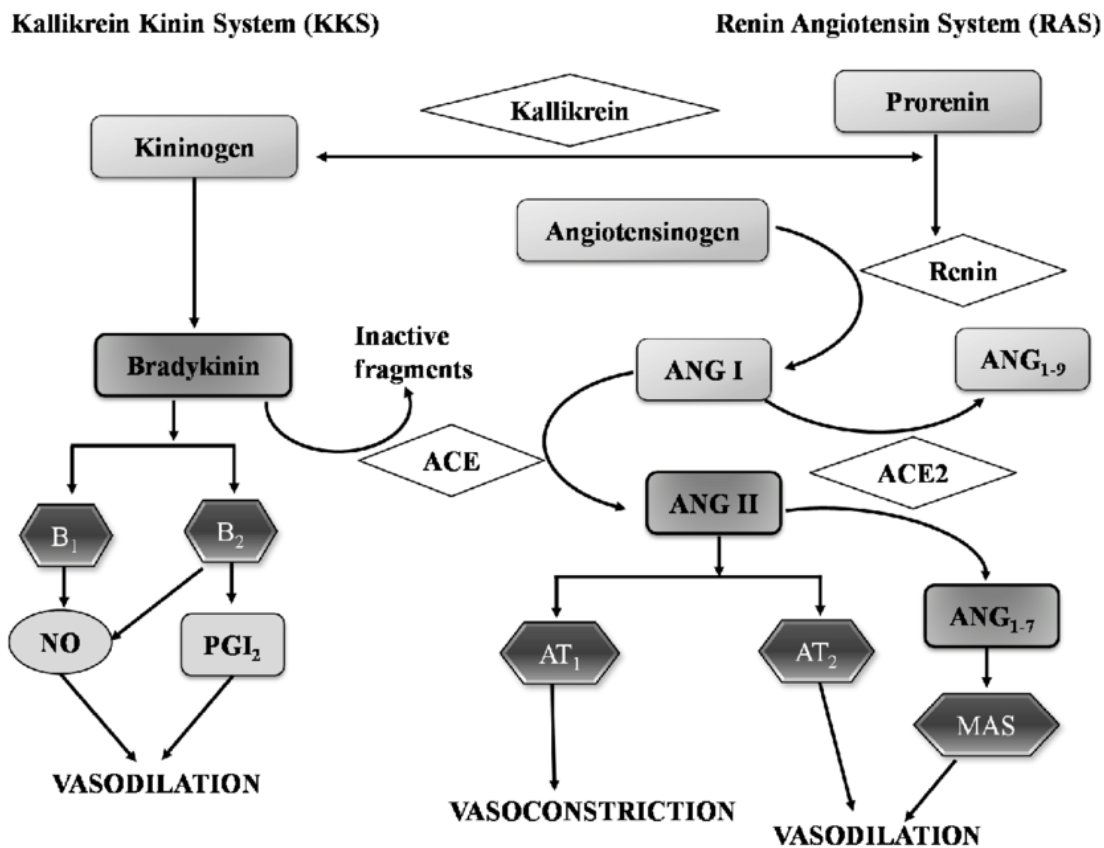 Kallikrein Kinin System (KKS)
Renin Angiotensin System (RAS)
Kallikrein
Prorenin
Kininogen
Angiotensinogen
Renin
Inactive
fragments
Bradykinin
ANG I
ANG1-9
ACE
ACE2
ANG II
B1
B2
NO
PGI2
AT1
AT2
ANG1-7
MAS
VASODILATION
VASOCONSTRICTION
VASODILATION